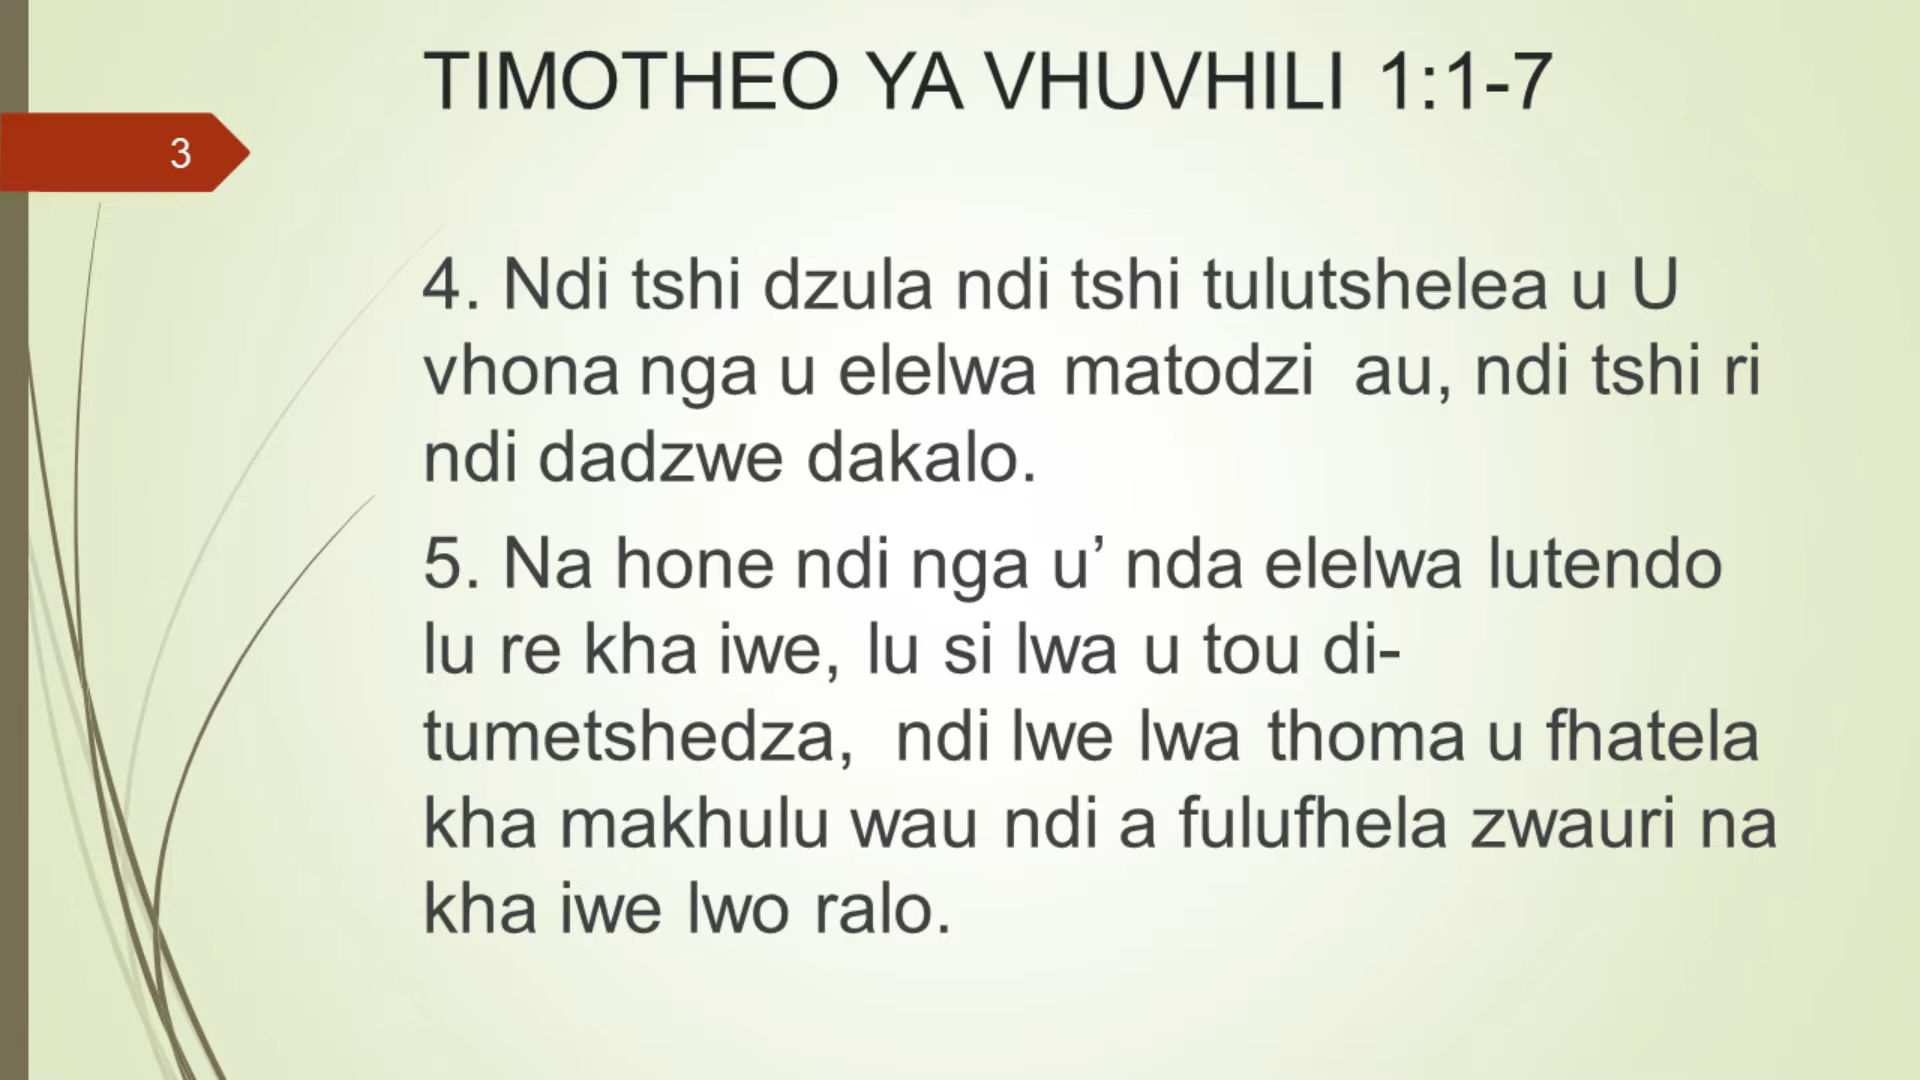 TIMOTHEO YA VHUVHILI 1:1-7
3
4. Ndi tshi dzula ndi tshi tulutshelea u U
vhona nga u elelwa matodzi au, ndi tshi ri
ndi dadzwe dakalo.
5. Na hone ndi nga u’ nda elelwa lutendo
lu re kha iwe, lu si lwa u tou di-
tumetshedza, ndi lwe lwa thoma u fhatela
kha makhulu wau ndi a fulufhela zwauri na
kha iwe lwo ralo.